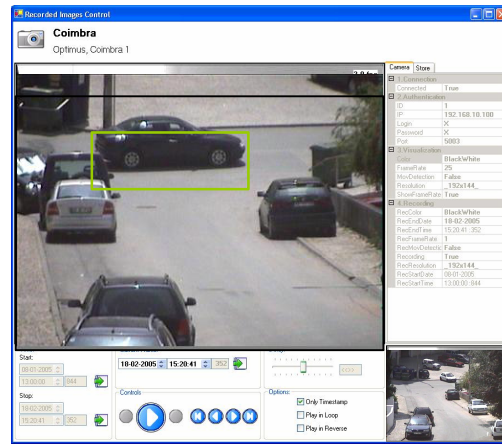 Recorded Images Control
Coimbra
Optimus, Coimbra 1
Camera Store
1.Connection
Connected True
2.Authentication
ID 1
IP 192.168.10.100
Login X
Password X
Port 5003
3.Visualization
Color BlackWhite
FrameRate 25
MovDetection False
Resolution _192x144_
ShowFrameRate True
4.Recording
RecColor BlackWhite
RecEndDate 18-02-2005
RecEndTime 15:20:41:352
RecFrameRate 1
RecMovDetectic False
Recording True
RecResolution _192x144_
RecStartDate 08-01-2005
RecStartTime 13:00:00:844
Start:
08-01-2005
13:00:00 844
Stop:
18-02-2005
15:20:41 352
18-02-2005 15:20:41 352
Controls
Options:
Only Timestamp
Play in Loop
Play in Reverse